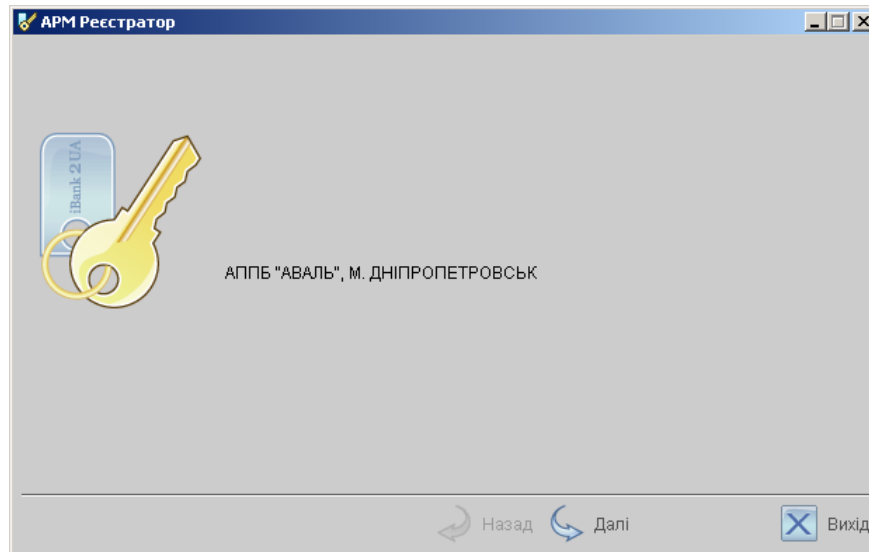 АРМ Реєстратор
iBank 2 UA
АППБ "АВАЛЬ", М. ДНІПРОПЕТРОВСЬК
Назад Далі Вихід